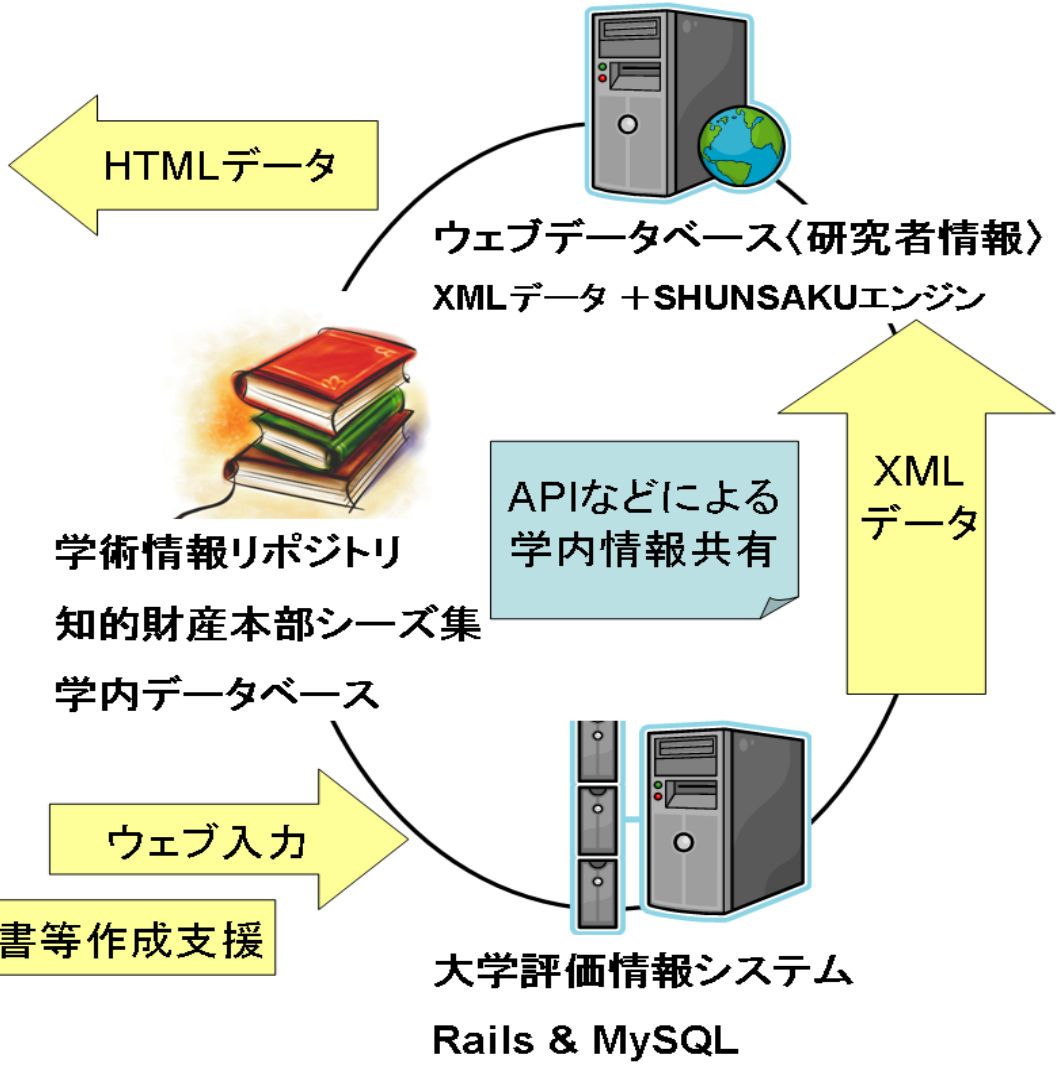 HTMLデータ
ウェブデータベース〈研究者情報〉
XMLデータ +SHUNSAKUエンジン
XML
データ
APIなどによる
学内情報共有
学術情報リポジトリ
知的財産本部シーズ集
学内データベース
ウェブ入力
書等作成支援
大学評価情報システム
Rails & MySQL